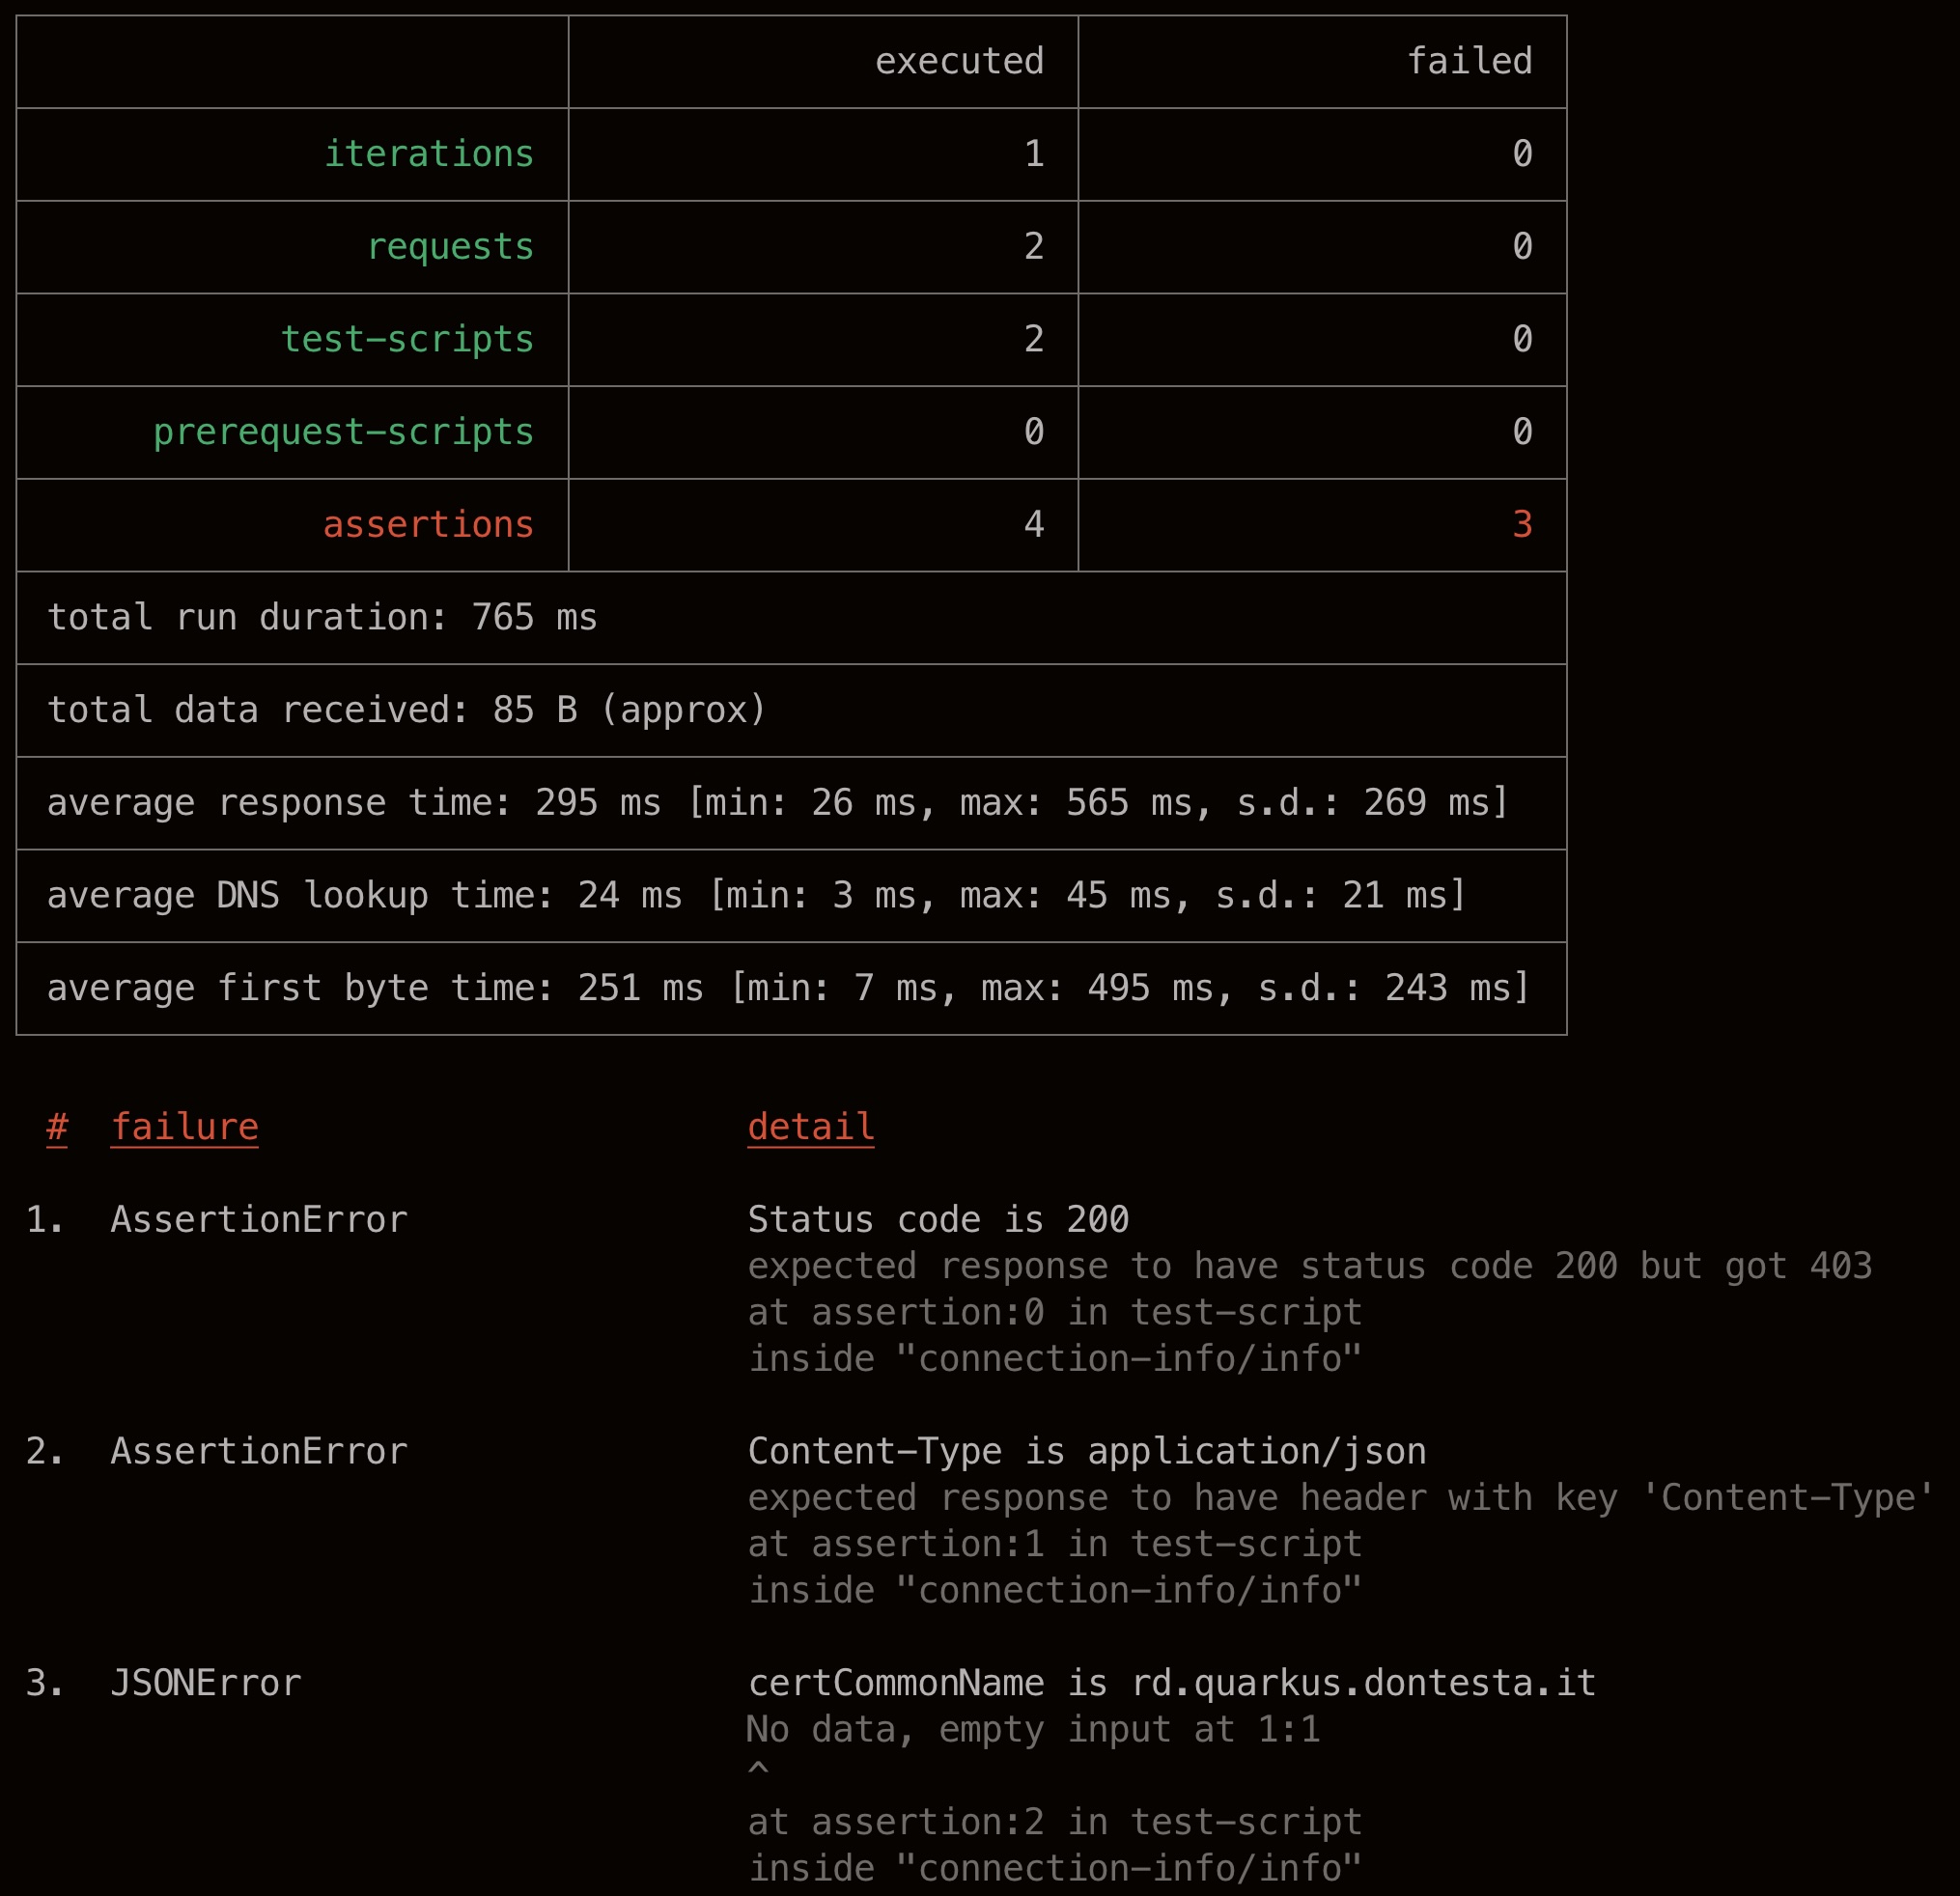 executed failed
iterations 1 0
requests 2 0
test-scripts 2 0
prerequest-scripts 0 0
assertions 4 3
total run duration: 765 ms
total data received: 85 B (approx)
average response time: 295 ms [min: 26 ms, max: 565 ms, s.d.: 269 ms]
average DNS lookup time: 24 ms [min: 3 ms, max: 45 ms, s.d.: 21 ms]
average first byte time: 251 ms [min: 7 ms, max: 495 ms, s.d.: 243 ms]
# failure detail
1. AssertionError Status code is 200
expected response to have status code 200 but got 403
at assertion:0 in test-script
inside "connection-info/info"
2. AssertionError Content-Type is application/json
expected response to have header with key 'Content-Type'
at assertion:1 in test-script
inside "connection-info/info"
3. JSONError certCommonName is rd.quarkus.dontesta.it
No data, empty input at 1:1
^
at assertion:2 in test-script
inside "connection-info/info"